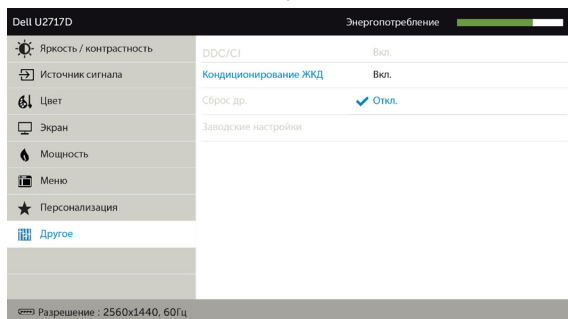 Dell U2717D Энергопотребление
Яркость / контрастность DDC/CI Вкл.
Источник сигнала Кондиционирование ЖКД Вкл.
Цвет Сброс др. Откл.
Экран Заводские настройки
Мощность
Меню
Персонализация
Другое
Разрешение : 2560x1440, 60Гц